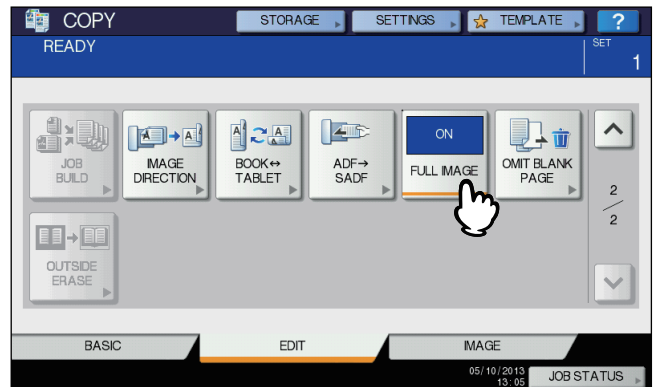 COPY
STORAGE
SETTINGS
TEMPLATE
?
READY
SET
1
JOB
BUILD
IMAGE
DIRECTION
BOOK↔
TABLET
ADF→
SADF
ON
FULL IMAGE
OMIT BLANK
PAGE
2
2
OUTSIDE
ERASE
BASIC
EDIT
IMAGE
05/10/2013
13:05
JOB STATUS